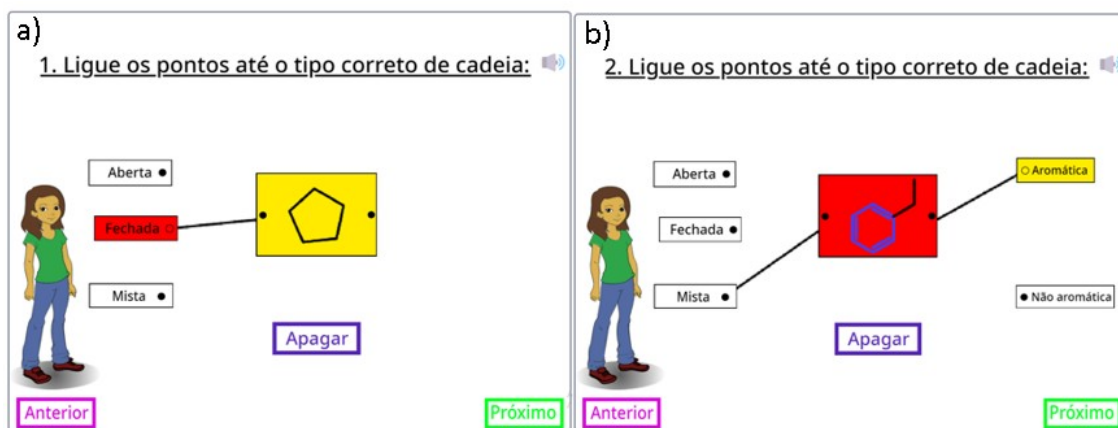 a)
1. Ligue os pontos até o tipo correto de cadeia:
Aberta
Fechada
Mista
Apagar
Anterior
Próximo
b)
2. Ligue os pontos até o tipo correto de cadeia:
Aberta
Aromática
Fechada
Mista
Não aromática
Apagar
Anterior
Próximo